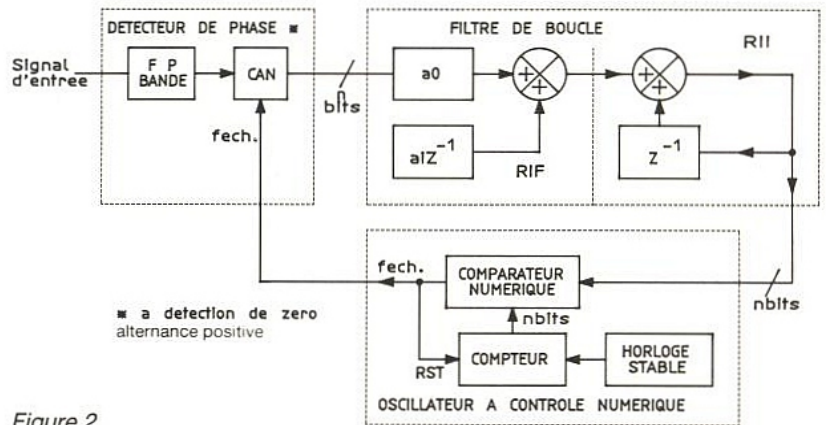 DETECTEUR DE PHASE ※
FILTRE DE BOUCLE
RII
Signal
d'entrée
F P
BANDE
CAN
n
bits
a0
fech.
a1Z⁻¹
RIF
Z⁻¹
fech.
COMPARATEUR
NUMERIQUE
nbits
nbits
※ a detection de zero
alternance positive
RST
COMPTEUR
HORLOGE
STABLE
OSCILLATEUR A CONTROLE NUMERIQUE
Figure 2